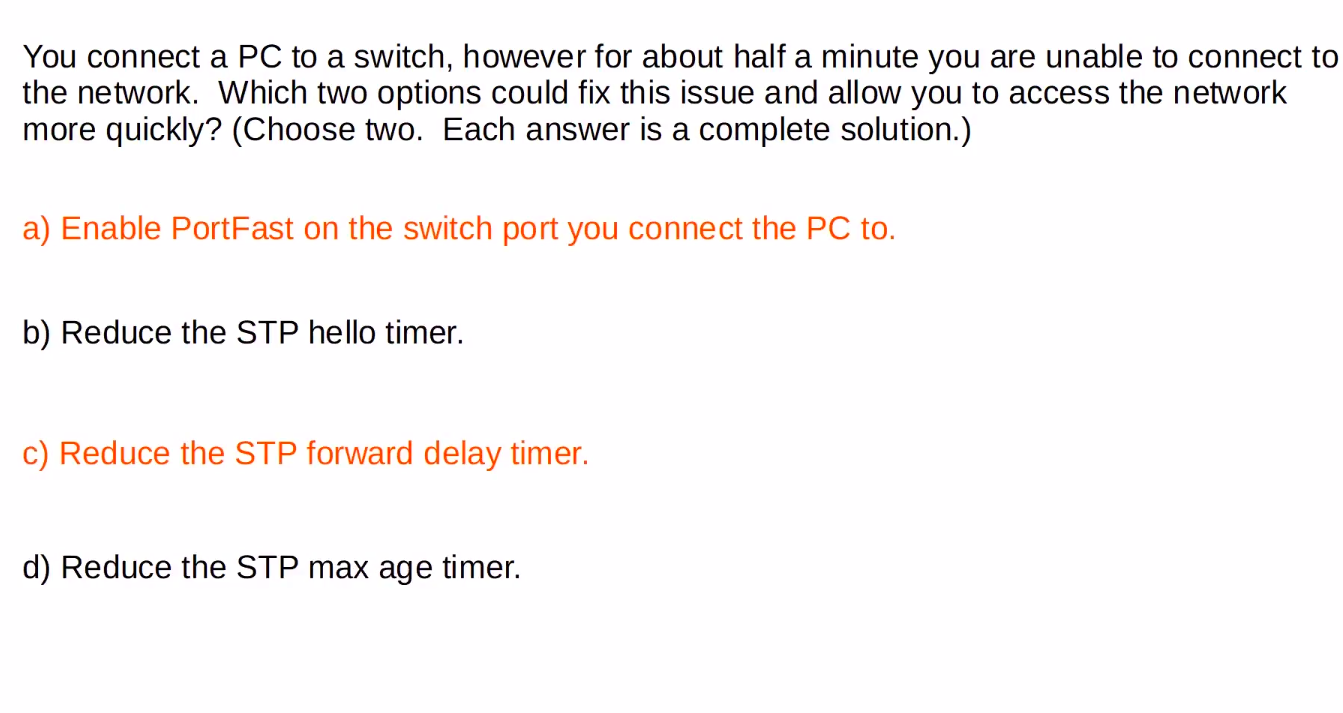 You connect a PC to a switch, however for about half a minute you are unable to connect to
the network.  Which two options could fix this issue and allow you to access the network
more quickly? (Choose two.  Each answer is a complete solution.)
a) Enable PortFast on the switch port you connect the PC to.
b) Reduce the STP hello timer.
c) Reduce the STP forward delay timer.
d) Reduce the STP max age timer.